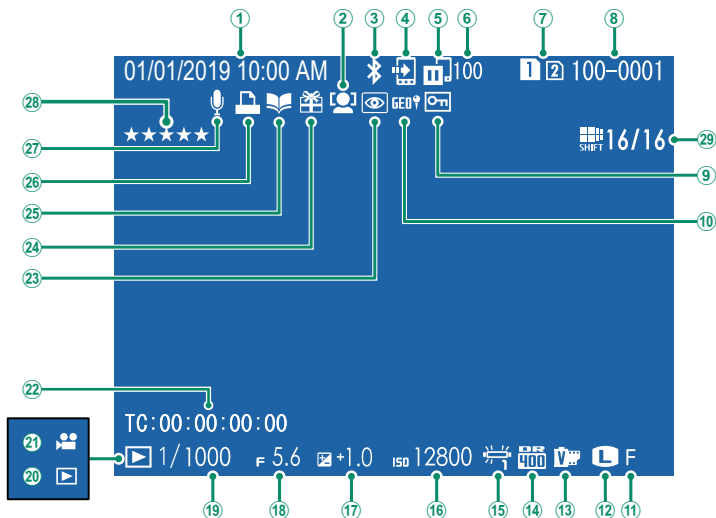 1 2 3 4 5 6 7 8
01/01/2019 10:00 AM 100 1 2 100-0001
28 ★★★★★ GEO SHIFT 16/16 29
27 9
26 10
25
24
23
22
TC:00:00:00:00
21
20
1/1000 F 5.6 +1.0 ISO 12800 1 DR 400 V L F
19 18 17 16 15 14 13 12 11